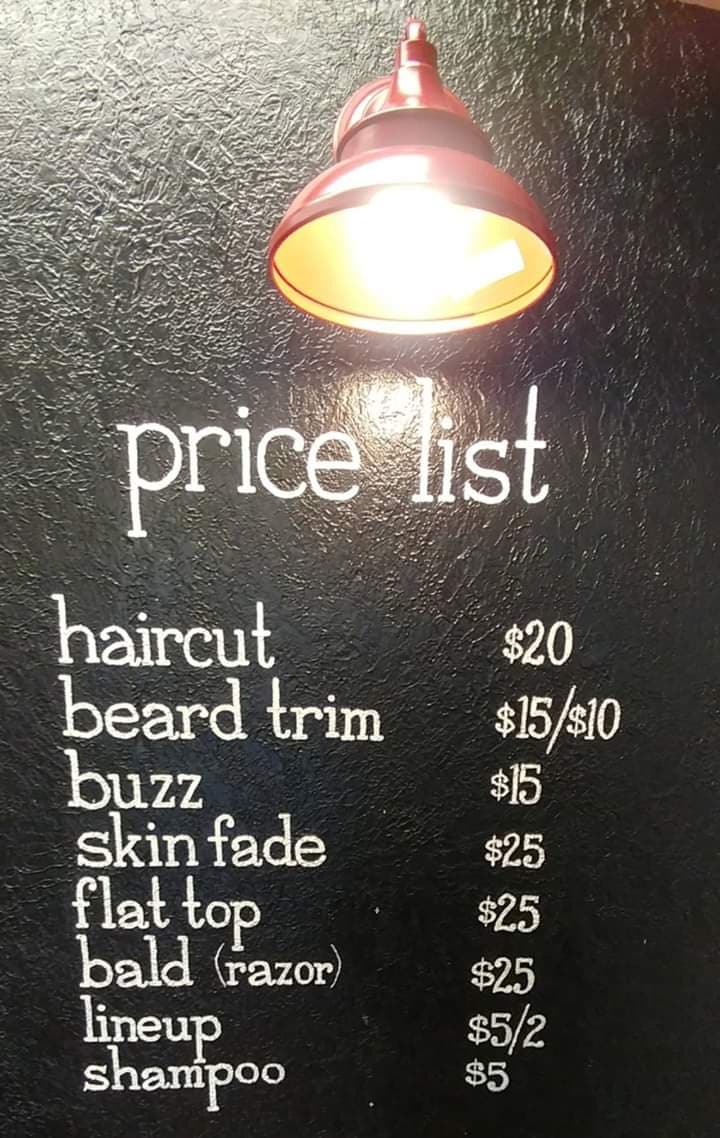 price list
haircut $20
beard trim $15/$10
buzz $15
skin fade $25
flat top $25
bald (razor) $25
lineup $5/2
shampoo $5